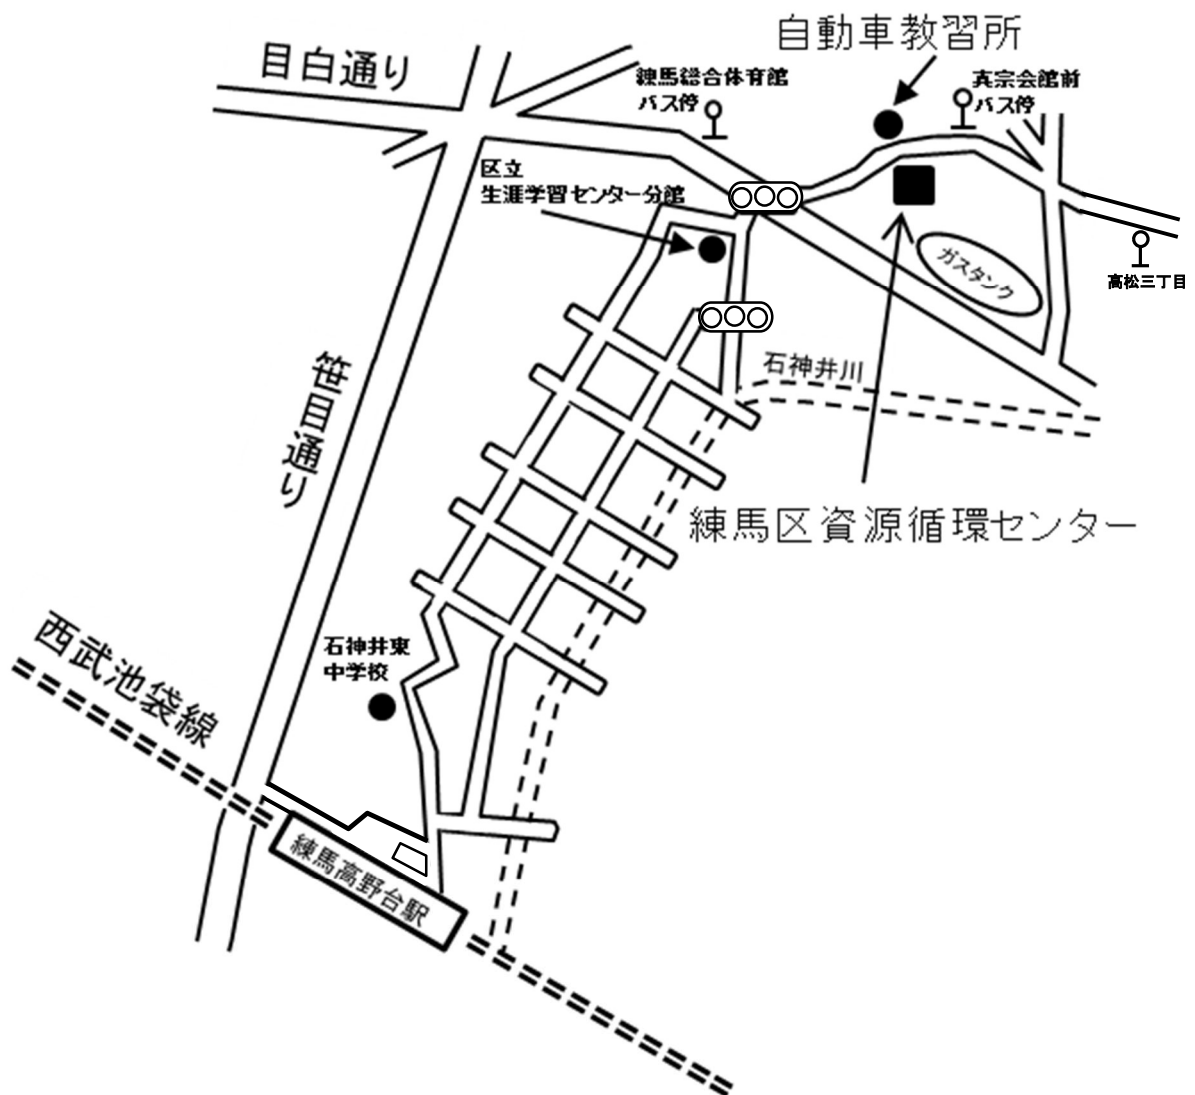 自動車教習所
目白通り
練馬総合体育館
バス停
真宗会館前
バス停
区立
生涯学習センター分館
ガスタンク
高松三丁目
石神井川
笹目通り
練馬区資源循環センター
石神井東
中学校
西武池袋線
練馬高野台駅